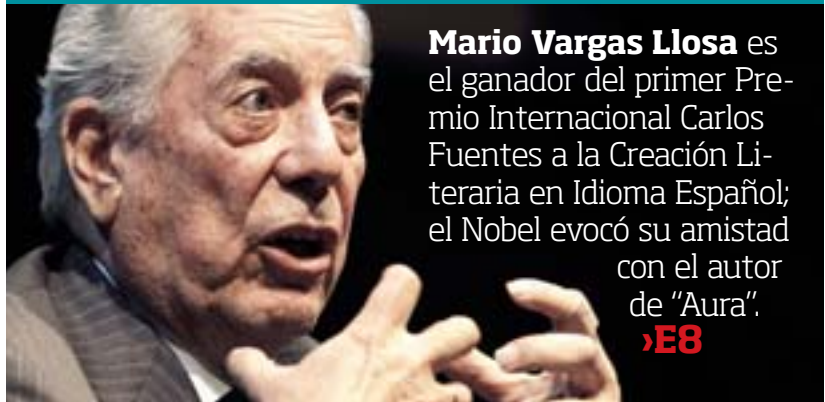 Mario Vargas Llosa es
el ganador del primer Pre-
mio Internacional Carlos
Fuentes a la Creación Li-
teraria en Idioma Español;
el Nobel evocó su amistad
con el autor
de “Aura”.
›E8